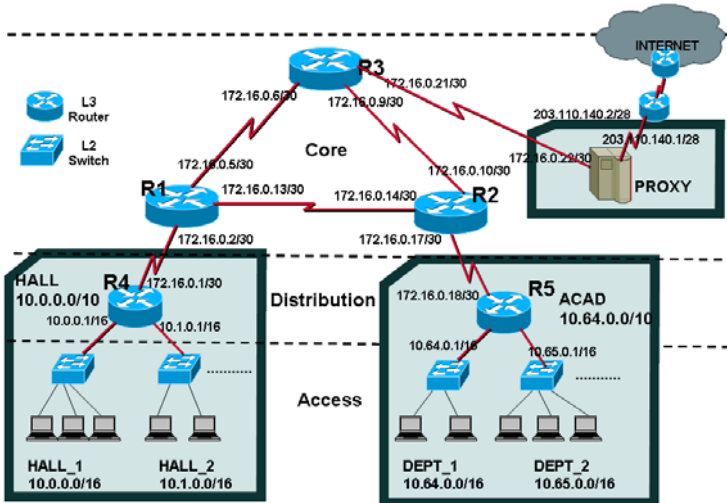 INTERNET
R3
L3
Router
172.16.0.21/30
172.16.0.6/30
172.16.0.9/30
203.110.140.2/28
L2
Switch
203.110.140.1/28
Core
172.16.0.5/30
172.16.0.10/30
172.16.0.22/30
R1
172.16.0.13/30
172.16.0.14/30
R2
PROXY
172.16.0.2/30
172.16.0.17/30
HALL
10.0.0.0/10
R4
172.16.0.1/30
Distribution
172.16.0.18/30
R5
ACAD
10.64.0.0/10
10.0.0.1/16
10.1.0.1/16
10.64.0.1/16
10.65.0.1/16
Access
HALL_1
10.0.0.0/16
HALL_2
10.1.0.0/16
DEPT_1
10.64.0.0/16
DEPT_2
10.65.0.0/16